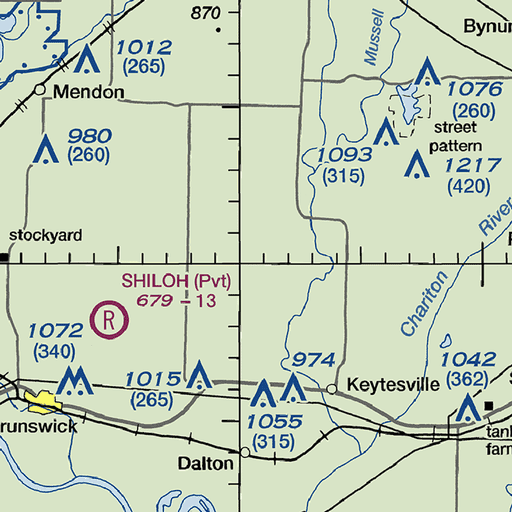 870
1012
(265)
Mussell
Bynum
Mendon
1076
(260)
980
(260)
street
pattern
1093
(315)
1217
(420)
River
stockyard
SHILOH (Pvt)
679 - 13
R
Chariton
1072
(340)
1015
(265)
974
1042
(362)
Keytesville
1055
(315)
runswick
Dalton
tank
farm